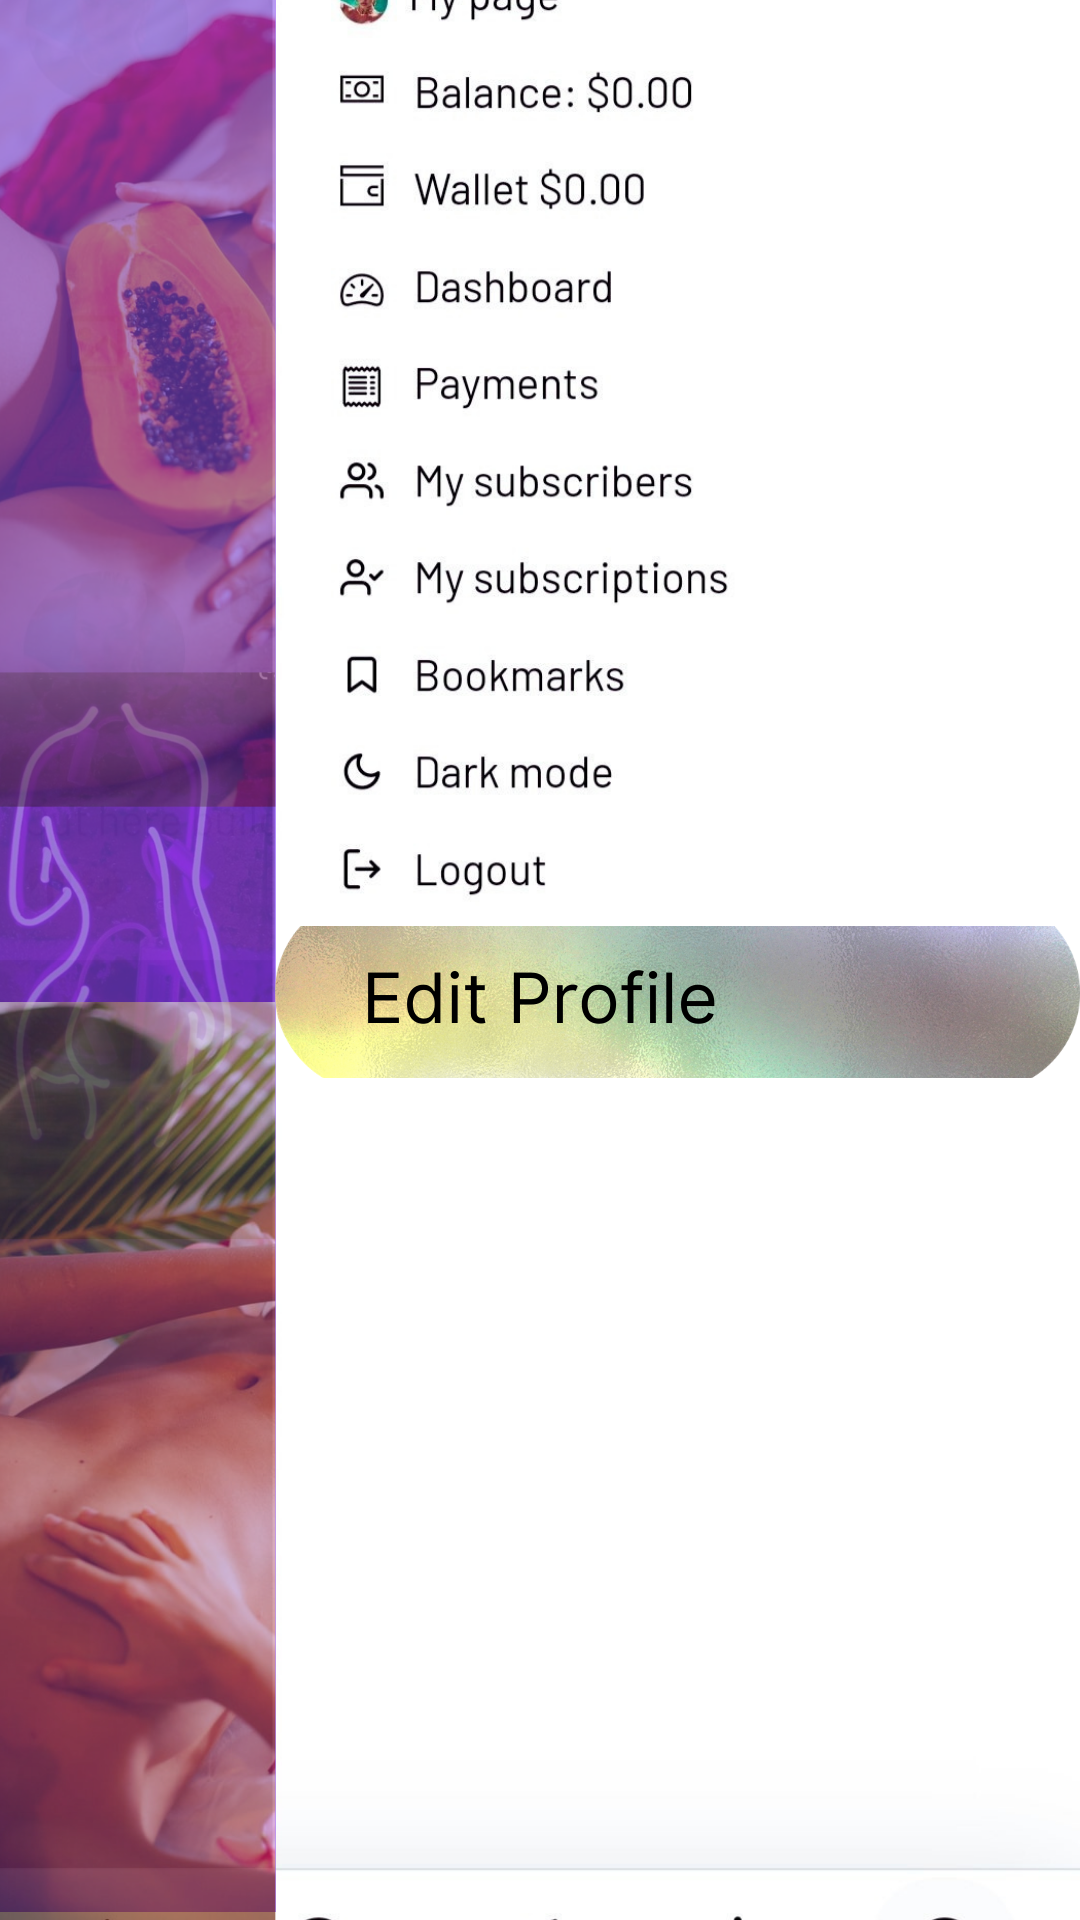 My page
Balance: $0.00
Wallet $0.00
Dashboard
Payments
My subscribers
My subscriptions
Bookmarks
Dark mode
Logout
Edit Profile